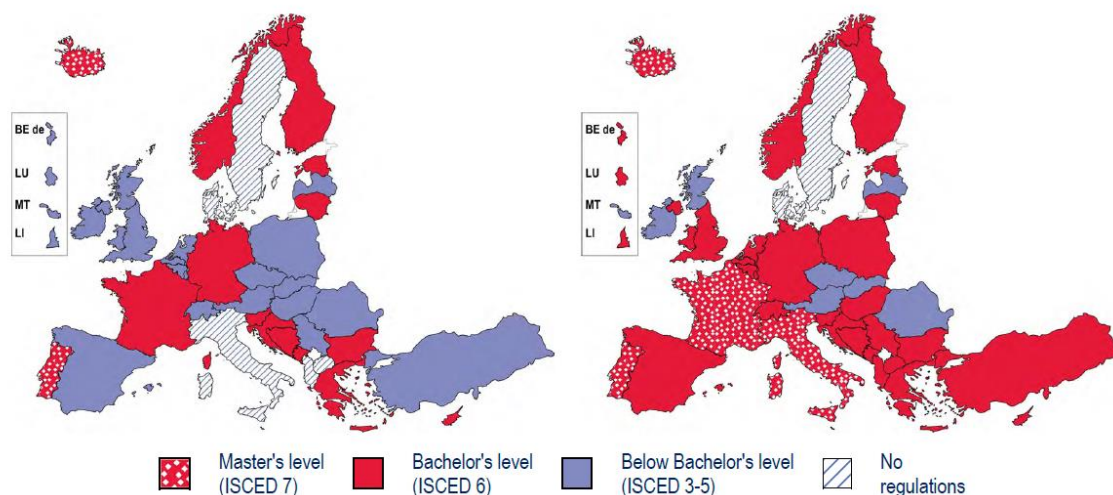 BE de
LU
MT
LI
BE de
LU
MT
LI
Master's level
(ISCED 7)
Bachelor's level
(ISCED 6)
Below Bachelor's level
(ISCED 3-5)
No
regulations